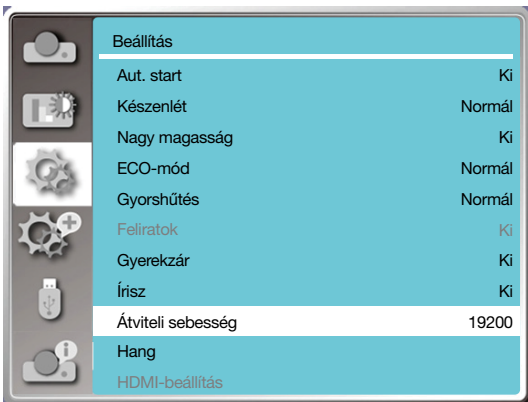 Beállítás
Aut. start Ki
Készenlét Normál
Nagy magasság Ki
ECO-mód Normál
Gyorshűtés Normál
Feliratok Ki
Gyerekzár Ki
Írisz Ki
Átviteli sebesség 19200
Hang
HDMI-beállítás